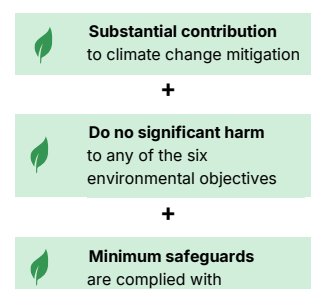 Substantial contribution
to climate change mitigation
+
Do no significant harm
to any of the six
environmental objectives
+
Minimum safeguards
are complied with